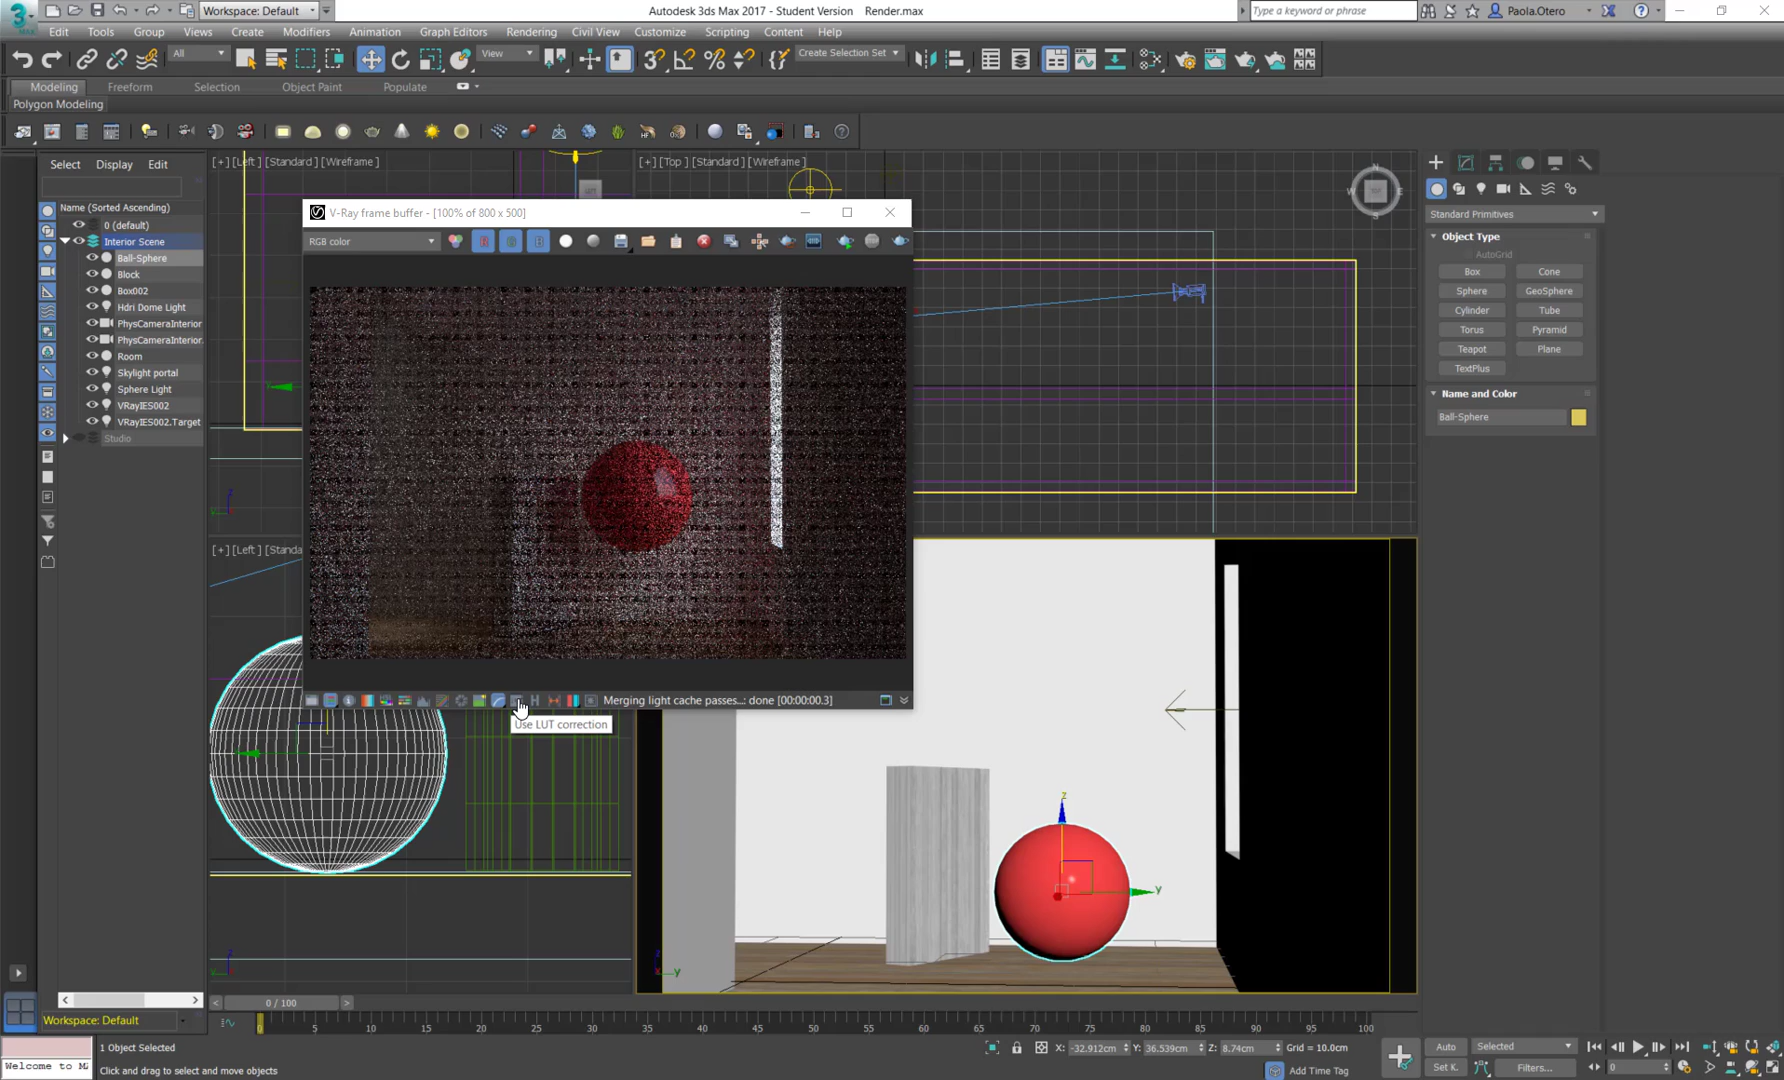 Workspace: Default
Autodesk 3ds Max 2017 - Student Version Render.max
Type a keyword or phrase
Paola.Otero
Edit Tools Group Views Create Modifiers Animation Graph Editors Rendering Civil View Customize Scripting Content Help
All
View
Create Selection Set
Modeling Freeform Selection Object Paint Populate
Polygon Modeling
Select Display Edit
[+] [Left] [Standard] [Wireframe]
[+] [Top] [Standard] [Wireframe]
Name (Sorted Ascending)
0 (default)
Interior Scene
Ball-Sphere
Block
Box002
Hdri Dome Light
PhysCameraInterior
PhysCameraInterior.
Room
Skylight portal
Sphere Light
VRayIES002
VRayIES002.Target
Studio
V-Ray frame buffer - [100% of 800 x 500]
RGB color
Merging light cache passes...: done [00:00:00.3]
Use LUT correction
[+] [Left] [Standa
N
W
E
Standard Primitives
Object Type
AutoGrid
Box Cone
Sphere GeoSphere
Cylinder Tube
Torus Pyramid
Teapot Plane
TextPlus
Name and Color
Ball-Sphere
z
y
z
y
0 / 100
Workspace: Default
0 5 10 15 20 25 30 35 40 45 50 55 60 65 70 75 80 85 90 95 100
1 Object Selected
X: -32.912cm Y: 36.539cm Z: 8.74cm Grid = 10.0cm
Auto Selected
Welcome to M
Click and drag to select and move objects
Add Time Tag
Set K. Filters...
0